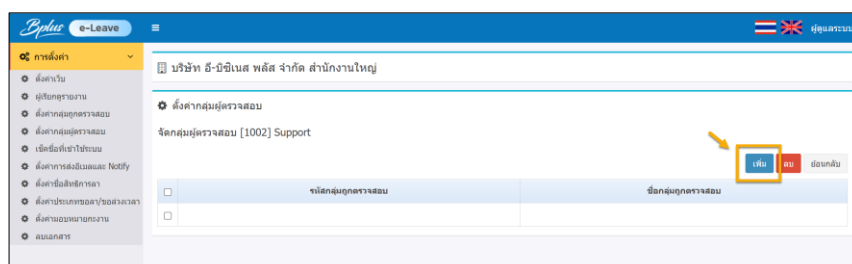 Bplus e-Leave
ผู้ดูแลระบบ
การตั้งค่า
บริษัท อี-บิซิเนส พลัส จำกัด สำนักงานใหญ่
ตั้งค่าเว็บ
ผู้เรียกดูรายงาน
ตั้งค่ากลุ่มถูกตรวจสอบ
ตั้งค่ากลุ่มผู้ตรวจสอบ
เช็คชื่อที่เข้าใช้ระบบ
ตั้งค่าการส่งอีเมลและ Notify
ตั้งค่าชื่อสิทธิการลา
ตั้งค่าประเภทขอลา/ขอล่วงเวลา
ตั้งค่ามอบหมายกะงาน
ลบเอกสาร
ตั้งค่ากลุ่มผู้ตรวจสอบ
จัดกลุ่มผู้ตรวจสอบ [1002] Support
เพิ่ม ลบ ย้อนกลับ
รหัสกลุ่มถูกตรวจสอบ ชื่อกลุ่มถูกตรวจสอบ